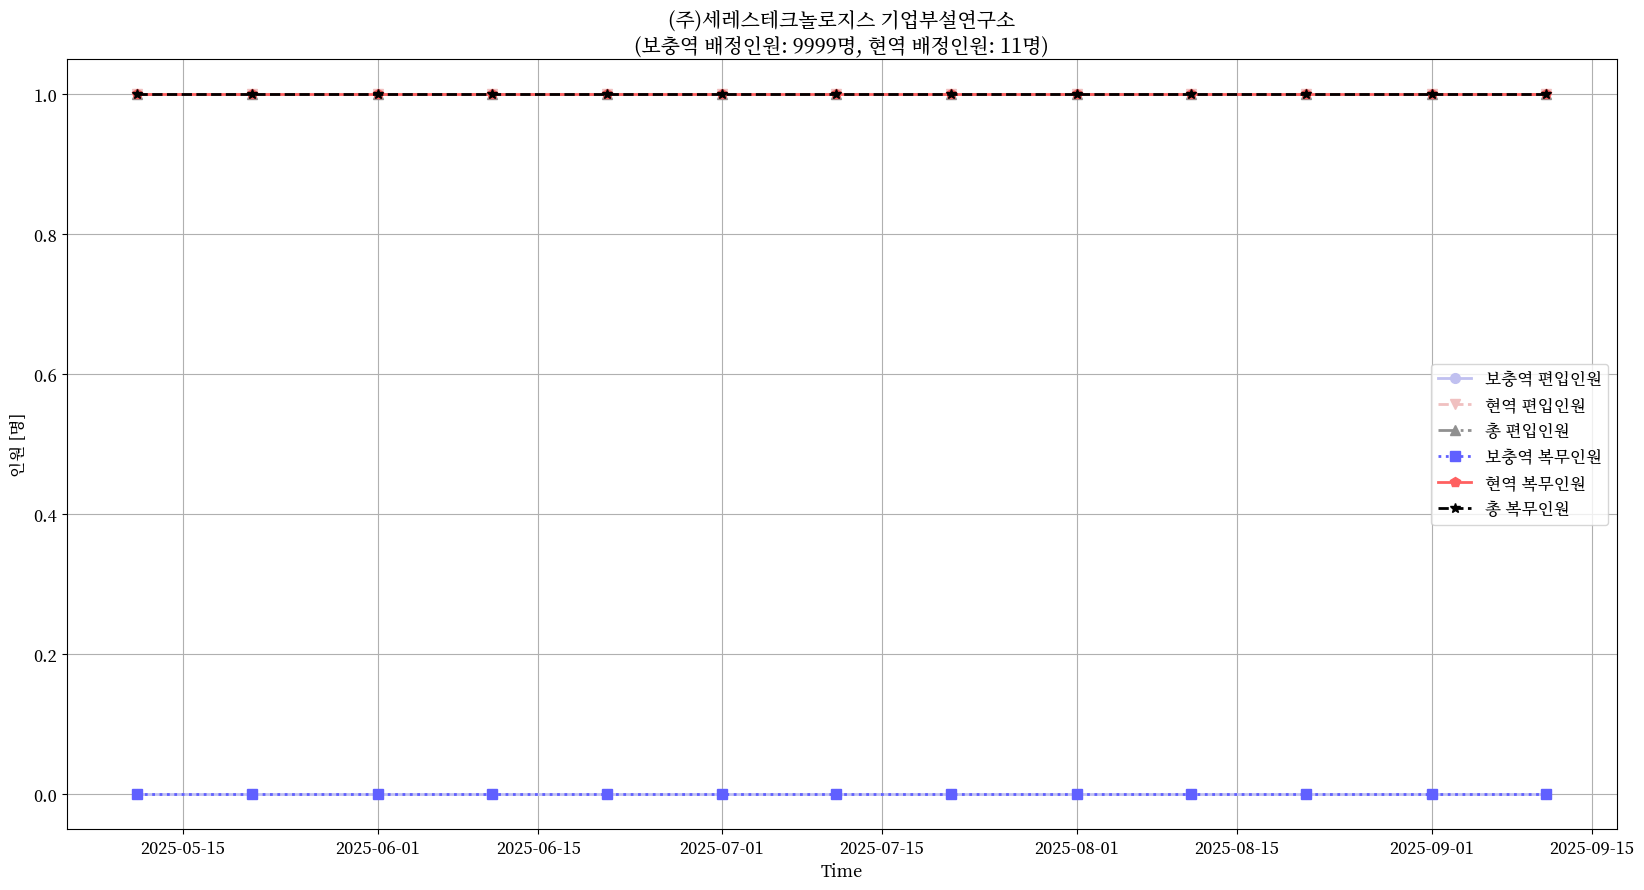 (주)세레스테크놀로지스 기업부설연구소
(보충역 배정인원: 9999명, 현역 배정인원: 11명)
인원 [명]
1.0
0.8
0.6
0.4
0.2
0.0
보충역 편입인원
현역 편입인원
총 편입인원
보충역 복무인원
현역 복무인원
총 복무인원
2025-05-15
2025-06-01
2025-06-15
2025-07-01
2025-07-15
2025-08-01
2025-08-15
2025-09-01
2025-09-15
Time